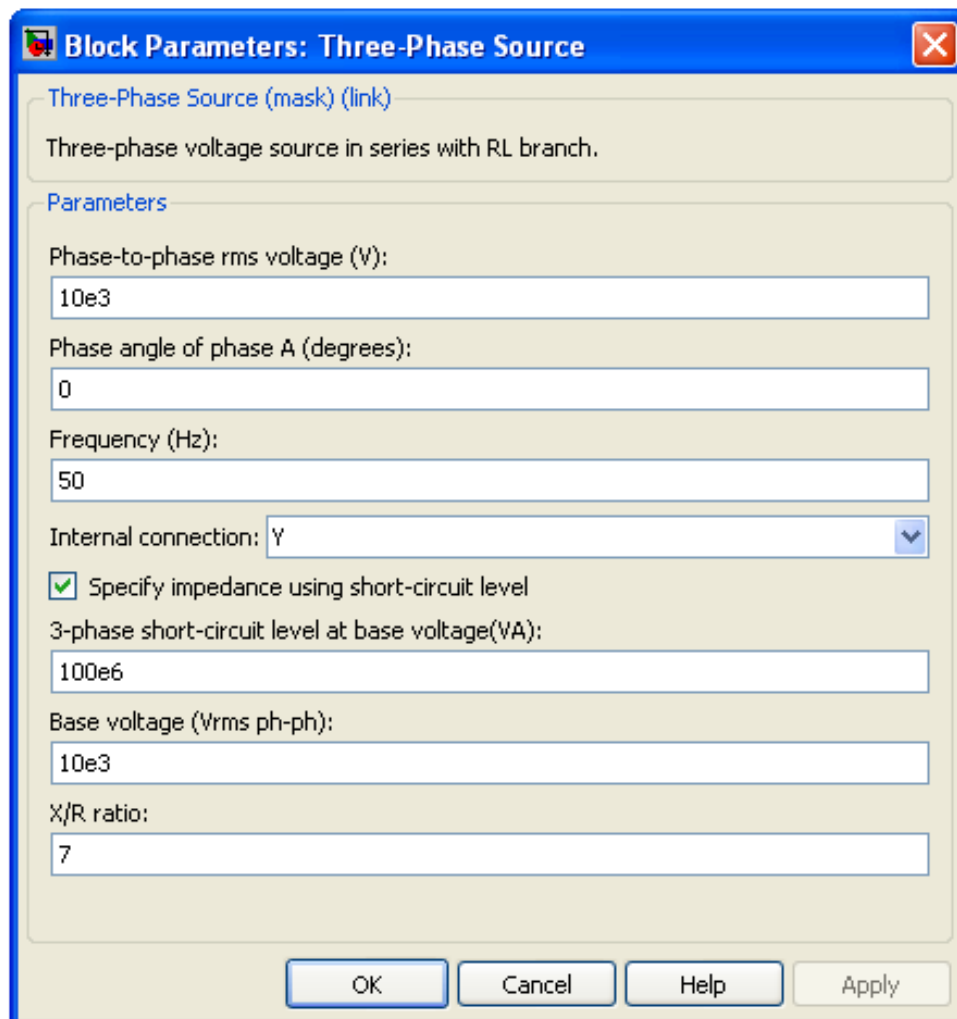 Block Parameters: Three-Phase Source
Three-Phase Source (mask) (link)
Three-phase voltage source in series with RL branch.
Parameters
Phase-to-phase rms voltage (V):
10e3
Phase angle of phase A (degrees):
0
Frequency (Hz):
50
Internal connection: Y
Specify impedance using short-circuit level
3-phase short-circuit level at base voltage(VA):
100e6
Base voltage (Vrms ph-ph):
10e3
X/R ratio:
7
OK Cancel Help Apply